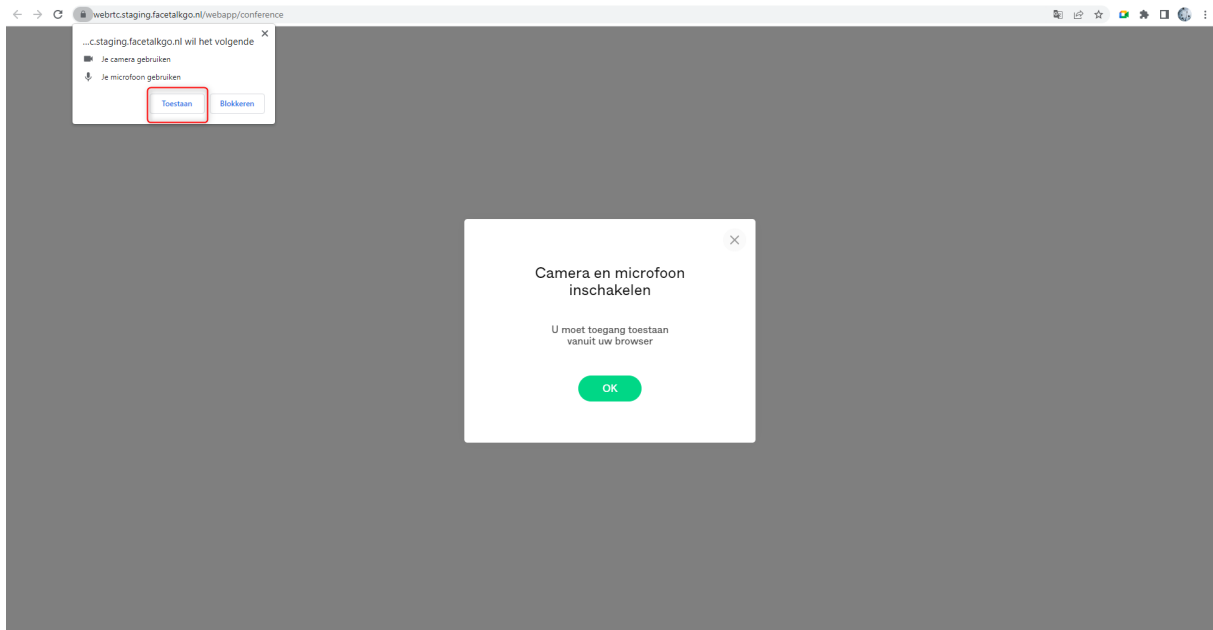 webrtc.staging.facetalkgo.nl/webapp/conference
...c.staging.facetalkgo.nl wil het volgende
Je camera gebruiken
Je microfoon gebruiken
Toestaan
Blokkeren
Camera en microfoon
inschakelen
U moet toegang toestaan
vanuit uw browser
OK